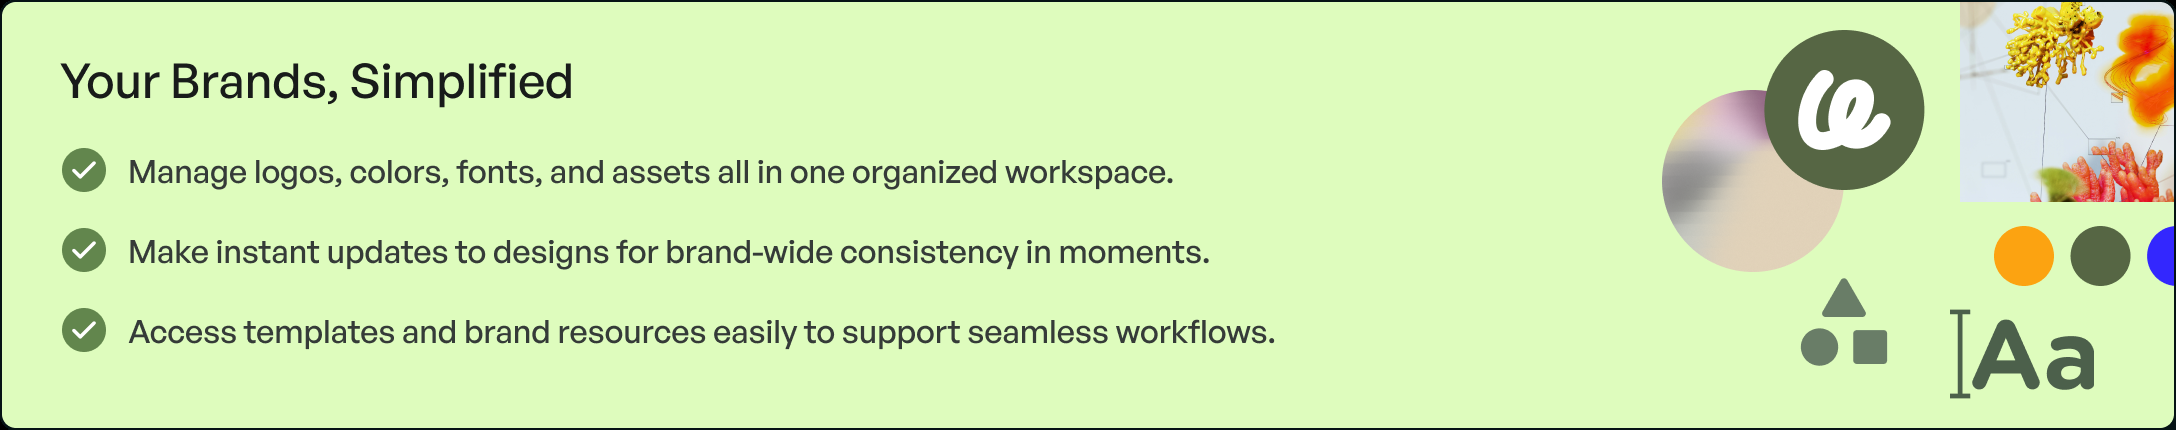 Your Brands, Simplified
Manage logos, colors, fonts, and assets all in one organized workspace.
Make instant updates to designs for brand-wide consistency in moments.
Access templates and brand resources easily to support seamless workflows.
Aa